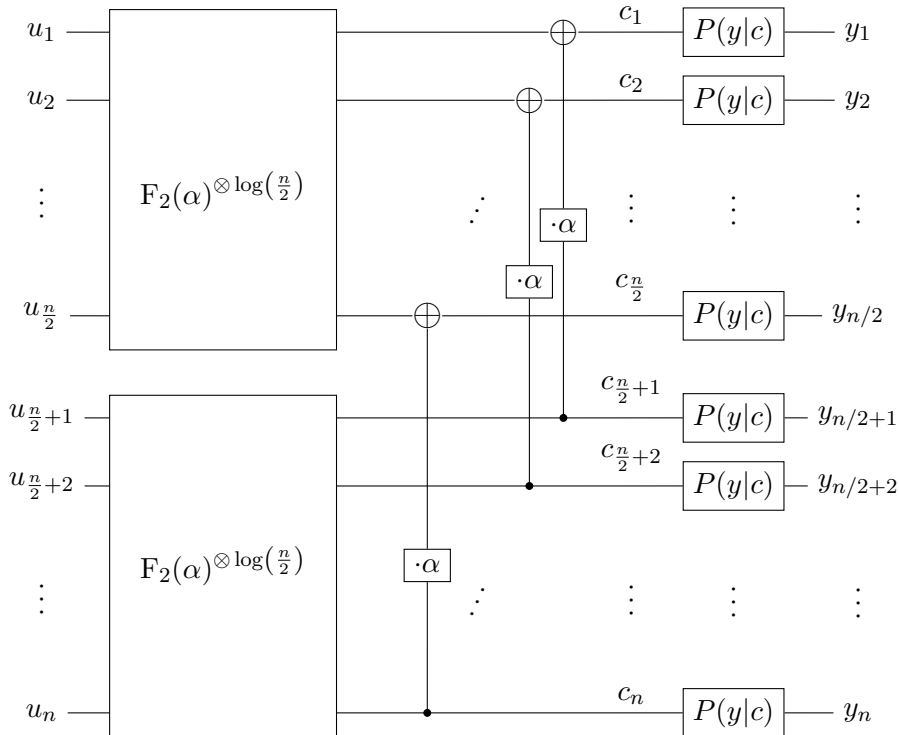 u_1 c_1 P(y|c) y_1
u_2 c_2 P(y|c) y_2
F_2(α)^{⊗ log(n/2)}
⋮ ⋰ ⋮ ⋮ ⋮
·α
·α
u_{n/2} c_{n/2} P(y|c) y_{n/2}
u_{n/2+1} c_{n/2+1} P(y|c) y_{n/2+1}
u_{n/2+2} c_{n/2+2} P(y|c) y_{n/2+2}
F_2(α)^{⊗ log(n/2)} ·α
⋮ ⋰ ⋮ ⋮ ⋮
u_n c_n P(y|c) y_n